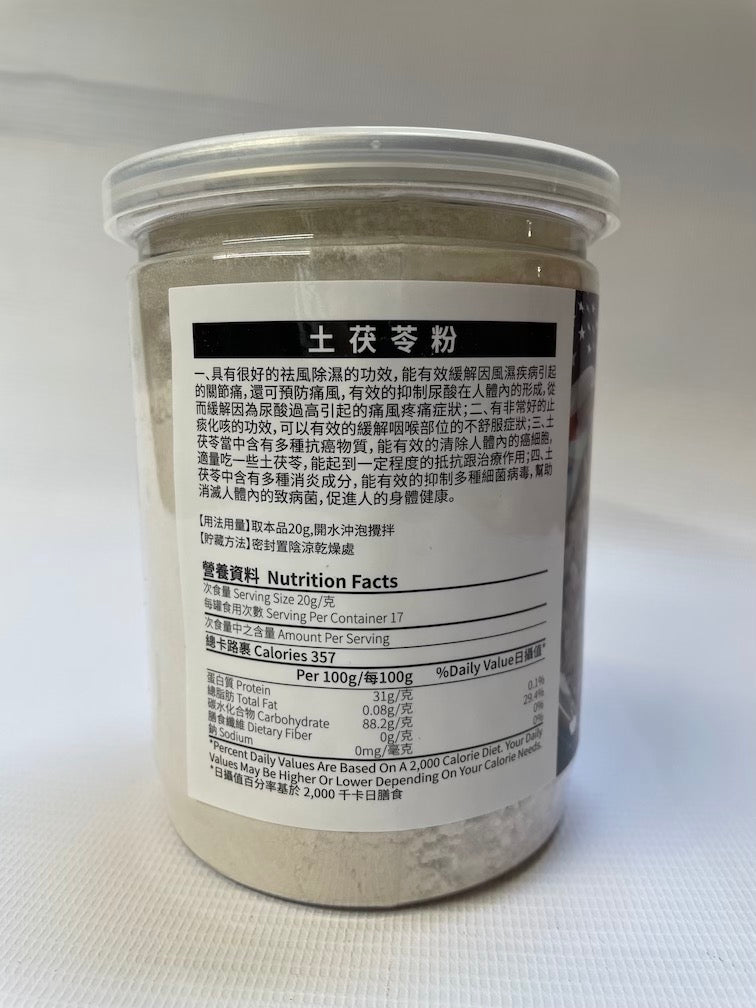 土茯苓粉
一、具有很好的祛風除濕的功效,能有效緩解因風濕疾病引起
的關節痛,還可預防痛風,有效的抑制尿酸在人體內的形成,從
而緩解因為尿酸過高引起的痛風疼痛症狀;二、有非常好的止
痰化咳的功效,可以有效的緩解咽喉部位的不舒服症狀;三、土
茯苓當中含有多種抗癌物質,能有效的清除人體內的癌細胞,
適量吃一些土茯苓,能起到一定程度的抵抗跟治療作用;四、土
茯苓中含有多種消炎成分,能有效的抑制多種細菌病毒,幫助
消滅人體內的致病菌,促進人的身體健康。
【用法用量】取本品20g,開水沖泡攪拌
【貯藏方法】密封置陰涼乾燥處
營養資料 Nutrition Facts
次食量 Serving Size 20g/克
每罐食用次數 Serving Per Container 17
次食量中之含量 Amount Per Serving
總卡路裹 Calories 357
Per 100g/每100g %Daily Value日攝值*
蛋白質 Protein 31g/克 0.1%
總脂肪 Total Fat 0.08g/克 29.4%
碳水化合物 Carbohydrate 88.2g/克 0%
膳食纖維 Dietary Fiber 0g/克 0%
鈉 Sodium 0mg/毫克
*Percent Daily Values Are Based On A 2,000 Calorie Diet. Your Daily
Values May Be Higher Or Lower Depending On Your Calorie Needs.
*日攝值百分率基於 2,000 千卡日膳食